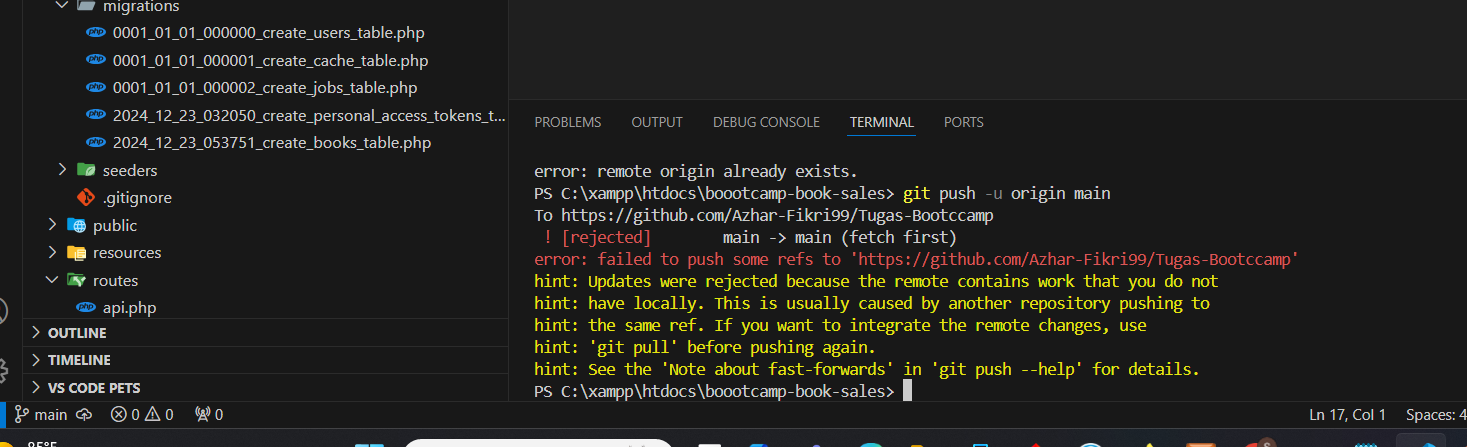 migrations
0001_01_01_000000_create_users_table.php
0001_01_01_000001_create_cache_table.php
0001_01_01_000002_create_jobs_table.php
2024_12_23_032050_create_personal_access_tokens_t...
2024_12_23_053751_create_books_table.php
seeders
.gitignore
public
resources
routes
api.php
OUTLINE
TIMELINE
VS CODE PETS
PROBLEMS OUTPUT DEBUG CONSOLE TERMINAL PORTS
error: remote origin already exists.
PS C:\xampp\htdocs\boootcamp-book-sales> git push -u origin main
To https://github.com/Azhar-Fikri99/Tugas-Bootccamp
! [rejected] main -> main (fetch first)
error: failed to push some refs to 'https://github.com/Azhar-Fikri99/Tugas-Bootccamp'
hint: Updates were rejected because the remote contains work that you do not
hint: have locally. This is usually caused by another repository pushing to
hint: the same ref. If you want to integrate the remote changes, use
hint: 'git pull' before pushing again.
hint: See the 'Note about fast-forwards' in 'git push --help' for details.
PS C:\xampp\htdocs\boootcamp-book-sales>
main 0 0 0 Ln 17, Col 1 Spaces: 4